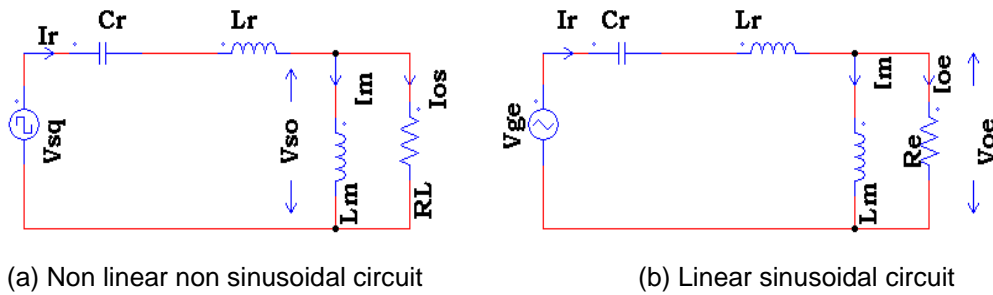 Ir Cr Lr
Vsq
Vso
Im
Ios
Lm
RL
Ir Cr Lr
Vge
Im
Ioe
Re
Lm
Voe
(a) Non linear non sinusoidal circuit
(b) Linear sinusoidal circuit